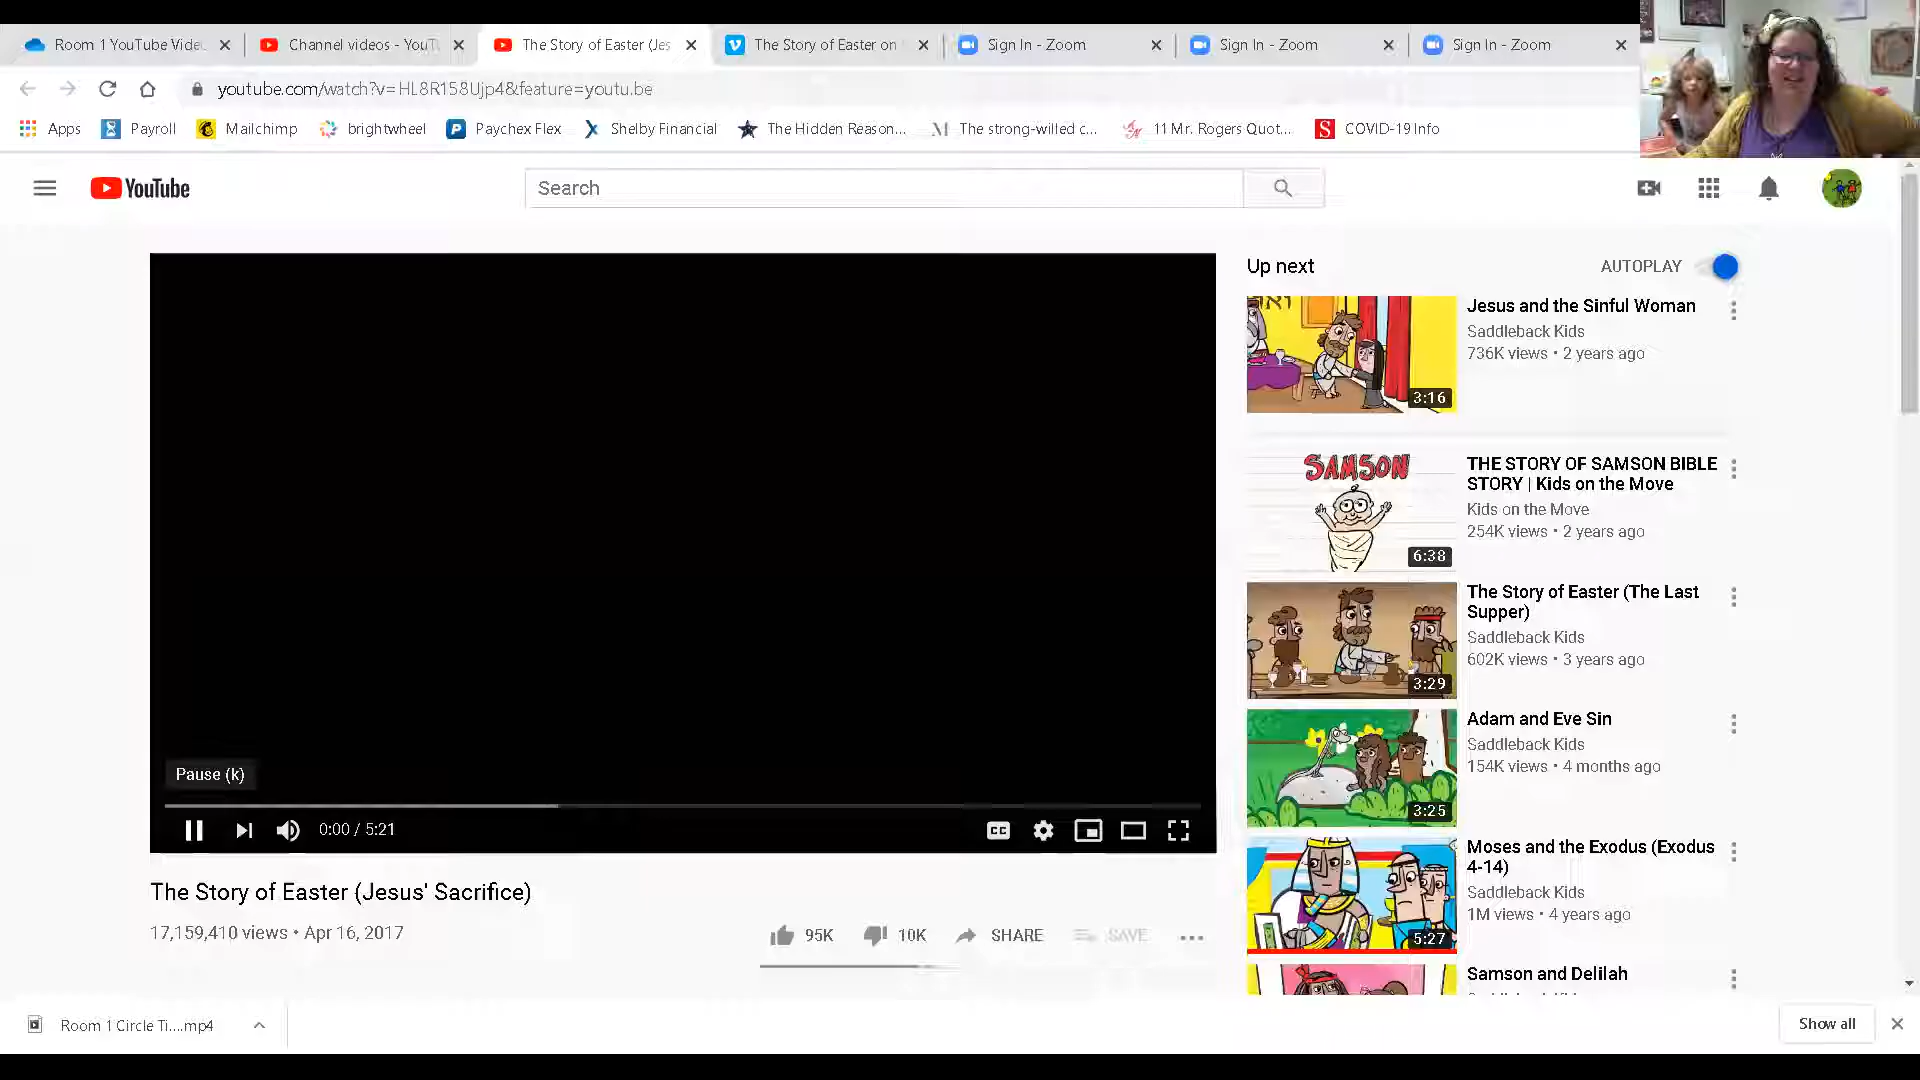 Room 1 YouTube Vide
Channel videos - YouT
The Story of Easter (Jes
The Story of Easter on
Sign In - Zoom
Sign In - Zoom
Sign In - Zoom
youtube.com/watch?v=HL8R158Ujp4&feature=youtu.be
Apps
Payroll
Mailchimp
brightwheel
Paychex Flex
Shelby Financial
The Hidden Reason...
The strong-willed c...
11 Mr. Rogers Quot...
COVID-19 Info
YouTube
Search
Up next
AUTOPLAY
Jesus and the Sinful Woman
Saddleback Kids
736K views • 2 years ago
3:16
SAMSON
6:38
THE STORY OF SAMSON BIBLE
STORY | Kids on the Move
Kids on the Move
254K views • 2 years ago
The Story of Easter (The Last
Supper)
Saddleback Kids
602K views • 3 years ago
3:29
Adam and Eve Sin
Saddleback Kids
154K views • 4 months ago
3:25
Moses and the Exodus (Exodus
4-14)
Saddleback Kids
1M views • 4 years ago
5:27
Samson and Delilah
Pause (k)
0:00 / 5:21
CC
The Story of Easter (Jesus' Sacrifice)
17,159,410 views • Apr 16, 2017
95K
10K
SHARE
SAVE
Room 1 Circle Ti....mp4
Show all